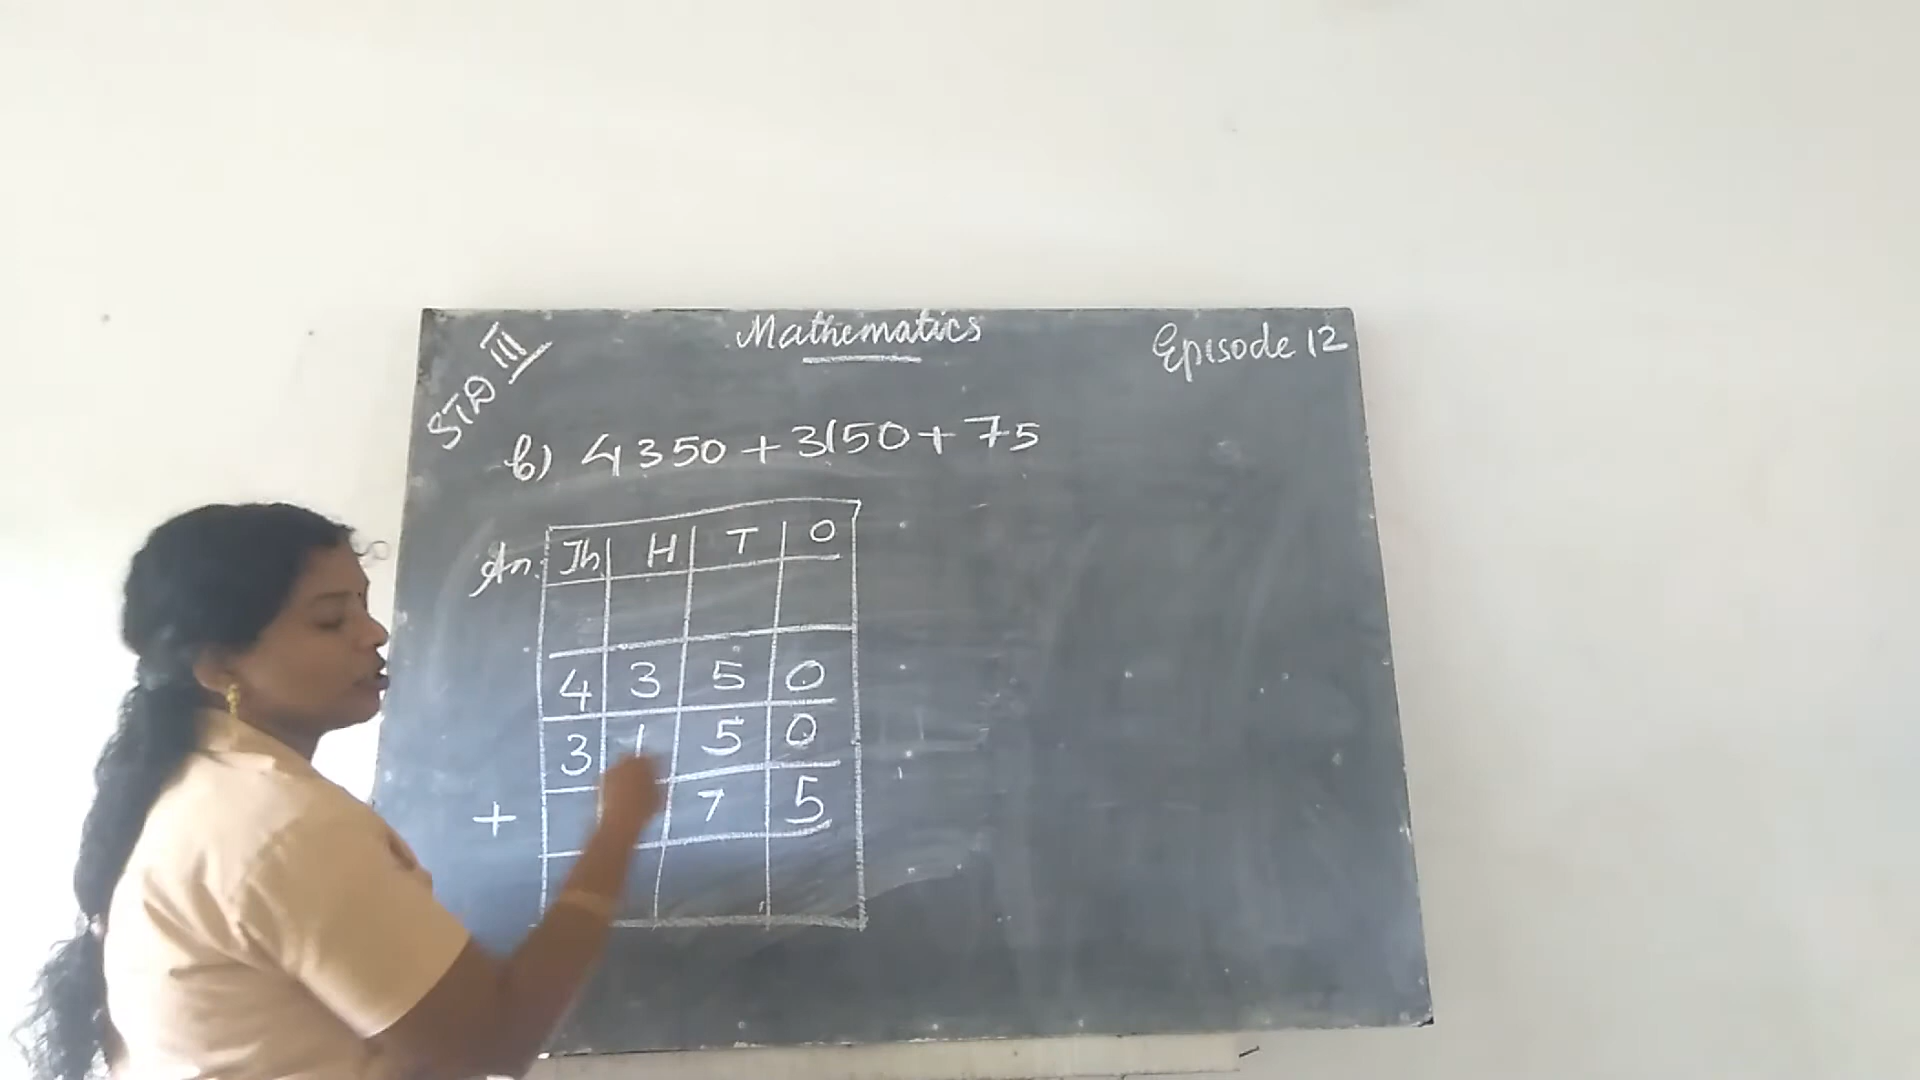 STD III
Mathematics
Episode 12
b) 4350 + 3150 + 75
An: Th H T O
4 3 5 0
3 1 5 0
+ 7 5